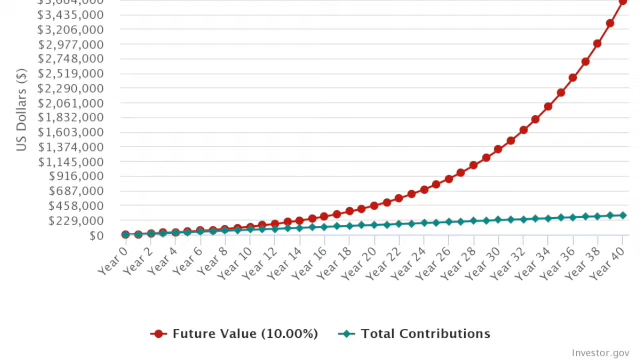 $3,435,000
$3,206,000
$2,977,000
$2,748,000
$2,519,000
$2,290,000
$2,061,000
$1,832,000
$1,603,000
$1,374,000
$1,145,000
$916,000
$687,000
$458,000
$229,000
$0
US Dollars ($)
Year 0
Year 2
Year 4
Year 6
Year 8
Year 10
Year 12
Year 14
Year 16
Year 18
Year 20
Year 22
Year 24
Year 26
Year 28
Year 30
Year 32
Year 34
Year 36
Year 38
Year 40
Future Value (10.00%)
Total Contributions
Investor.gov